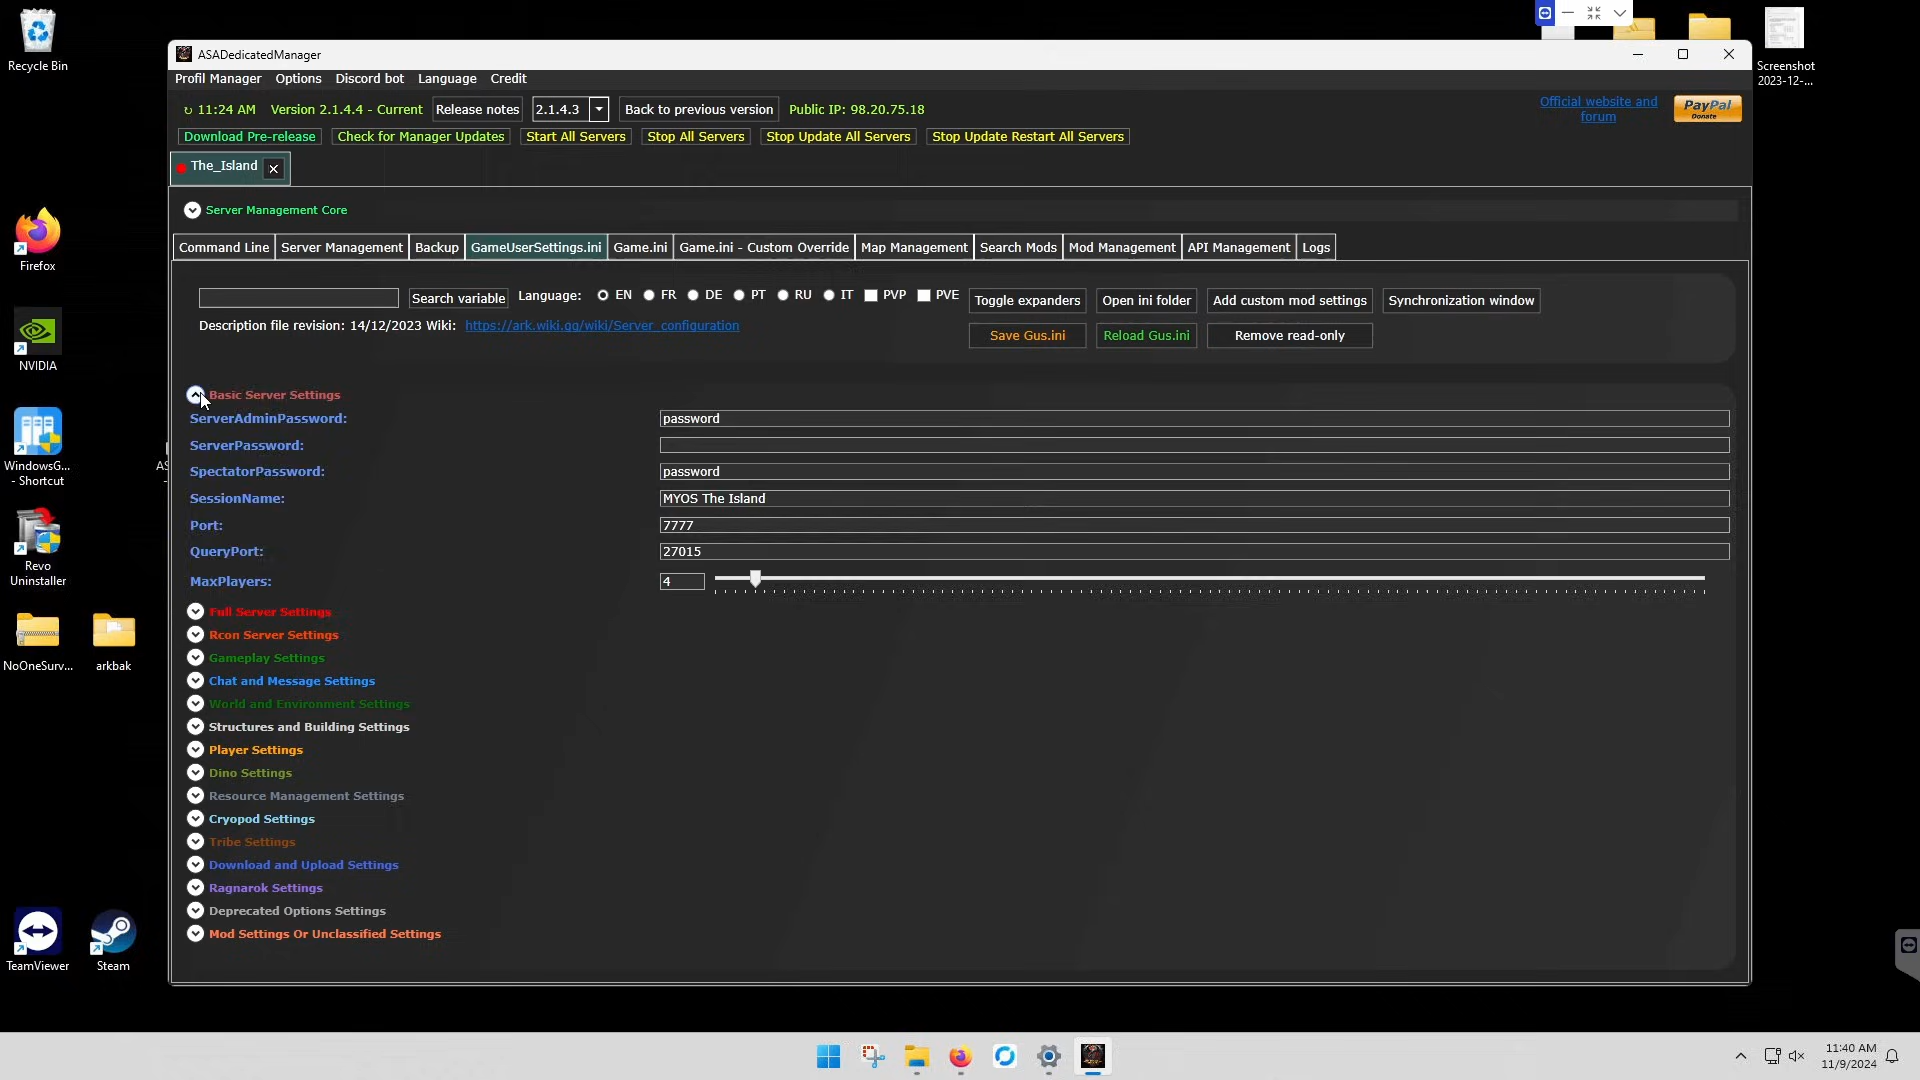 Recycle Bin
Firefox
NVIDIA
WindowsG...
- Shortcut
Revo
Uninstaller
NoOneSurv...
arkbak
TeamViewer
Steam
Screenshot
2023-12-...
ASADedicatedManager
Profil Manager Options Discord bot Language Credit
11:24 AM Version 2.1.4.4 - Current Release notes 2.1.4.3 Back to previous version Public IP: 98.20.75.18
Official website and
forum
PayPal
Donate
Download Pre-release Check for Manager Updates Start All Servers Stop All Servers Stop Update All Servers Stop Update Restart All Servers
The_Island
Server Management Core
Command Line Server Management Backup GameUserSettings.ini Game.ini Game.ini - Custom Override Map Management Search Mods Mod Management API Management Logs
Search variable Language: EN FR DE PT RU IT PVP PVE Toggle expanders Open ini folder Add custom mod settings Synchronization window
Description file revision: 14/12/2023 Wiki: https://ark.wiki.gg/wiki/Server_configuration
Save Gus.ini Reload Gus.ini Remove read-only
Basic Server Settings
ServerAdminPassword: password
ServerPassword:
SpectatorPassword: password
SessionName: MYOS The Island
Port: 7777
QueryPort: 27015
MaxPlayers: 4
Full Server Settings
Rcon Server Settings
Gameplay Settings
Chat and Message Settings
World and Environment Settings
Structures and Building Settings
Player Settings
Dino Settings
Resource Management Settings
Cryopod Settings
Tribe Settings
Download and Upload Settings
Ragnarok Settings
Deprecated Options Settings
Mod Settings Or Unclassified Settings
11:40 AM
11/9/2024